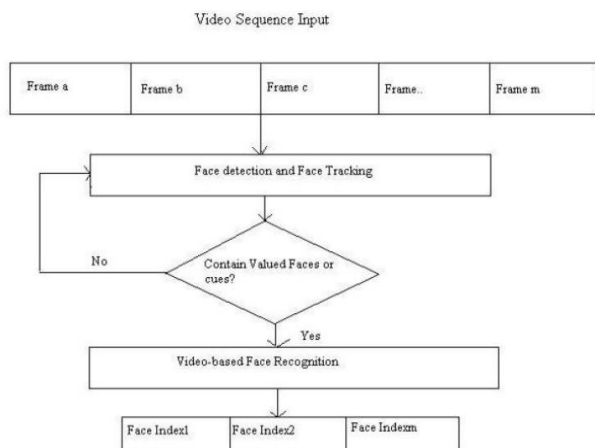 Video Sequence Input
Frame a
Frame b
Frame c
Frame..
Frame m
Face detection and Face Tracking
Contain Valued Faces or
cues?
No
Yes
Video-based Face Recognition
Face Index1
Face Index2
Face Indexm